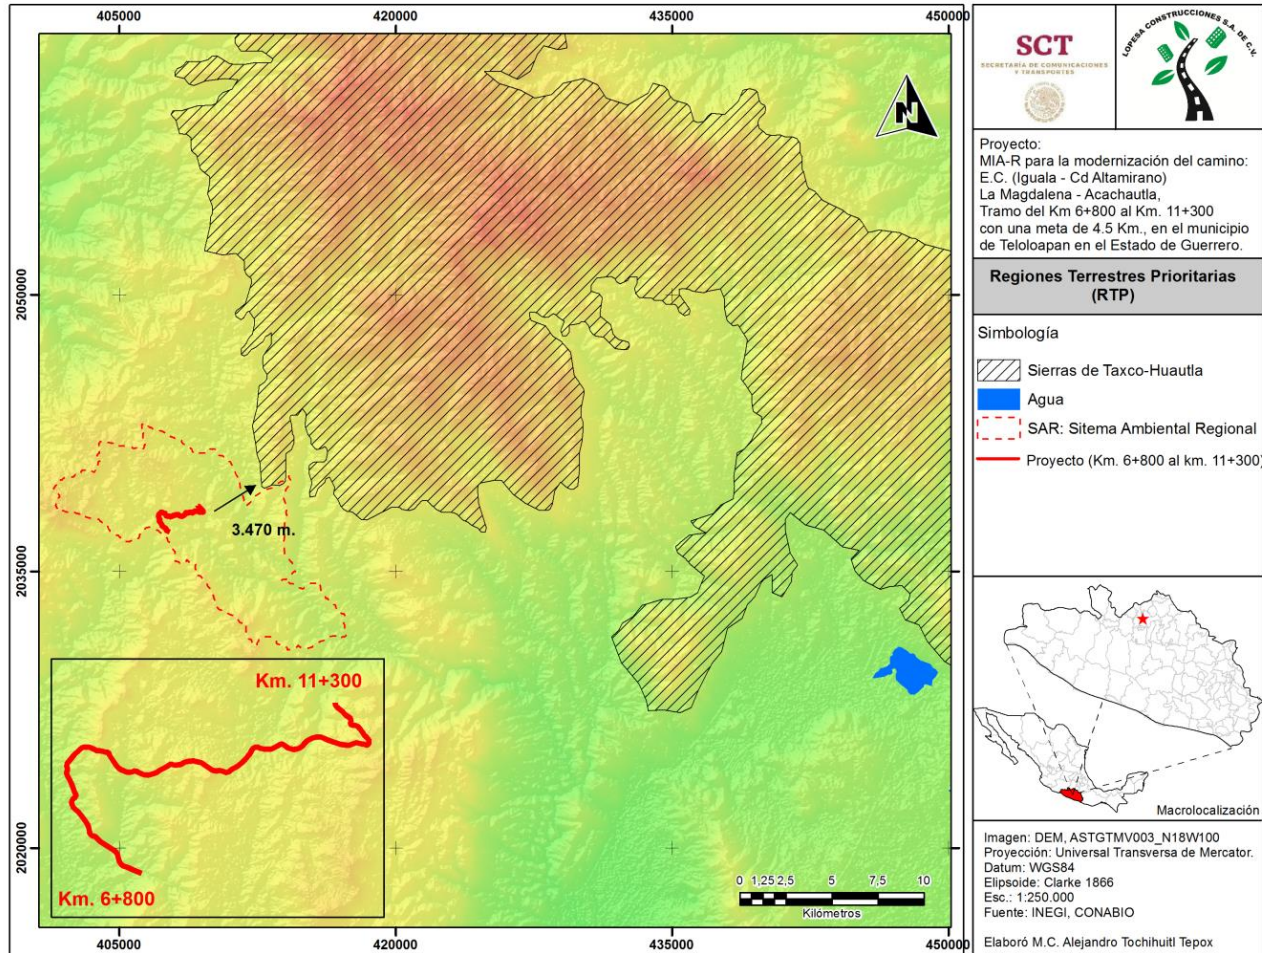 405000
420000
435000
450000
2050000
2035000
2020000
N
3.470 m.
Km. 11+300
Km. 6+800
0 1,25 2,5 5 7,5 10
Kilómetros
405000
420000
435000
450000
SCT
SECRETARÍA DE COMUNICACIONES
Y TRANSPORTES
LOPESA CONSTRUCCIONES S.A. DE C.V.
Proyecto:
MIA-R para la modernización del camino:
E.C. (Iguala - Cd Altamirano)
La Magdalena - Acachautla,
Tramo del Km 6+800 al Km. 11+300
con una meta de 4.5 Km., en el municipio
de Teloloapan en el Estado de Guerrero.
Regiones Terrestres Prioritarias
(RTP)
Simbología
Sierras de Taxco-Huautla
Agua
SAR: Sitema Ambiental Regional
Proyecto (Km. 6+800 al km. 11+300)
Macrolocalización
Imagen: DEM, ASTGTMV003_N18W100
Proyección: Universal Transversa de Mercator.
Datum: WGS84
Elipsoide: Clarke 1866
Esc.: 1:250.000
Fuente: INEGI, CONABIO
Elaboró M.C. Alejandro Tochihuitl Tepox